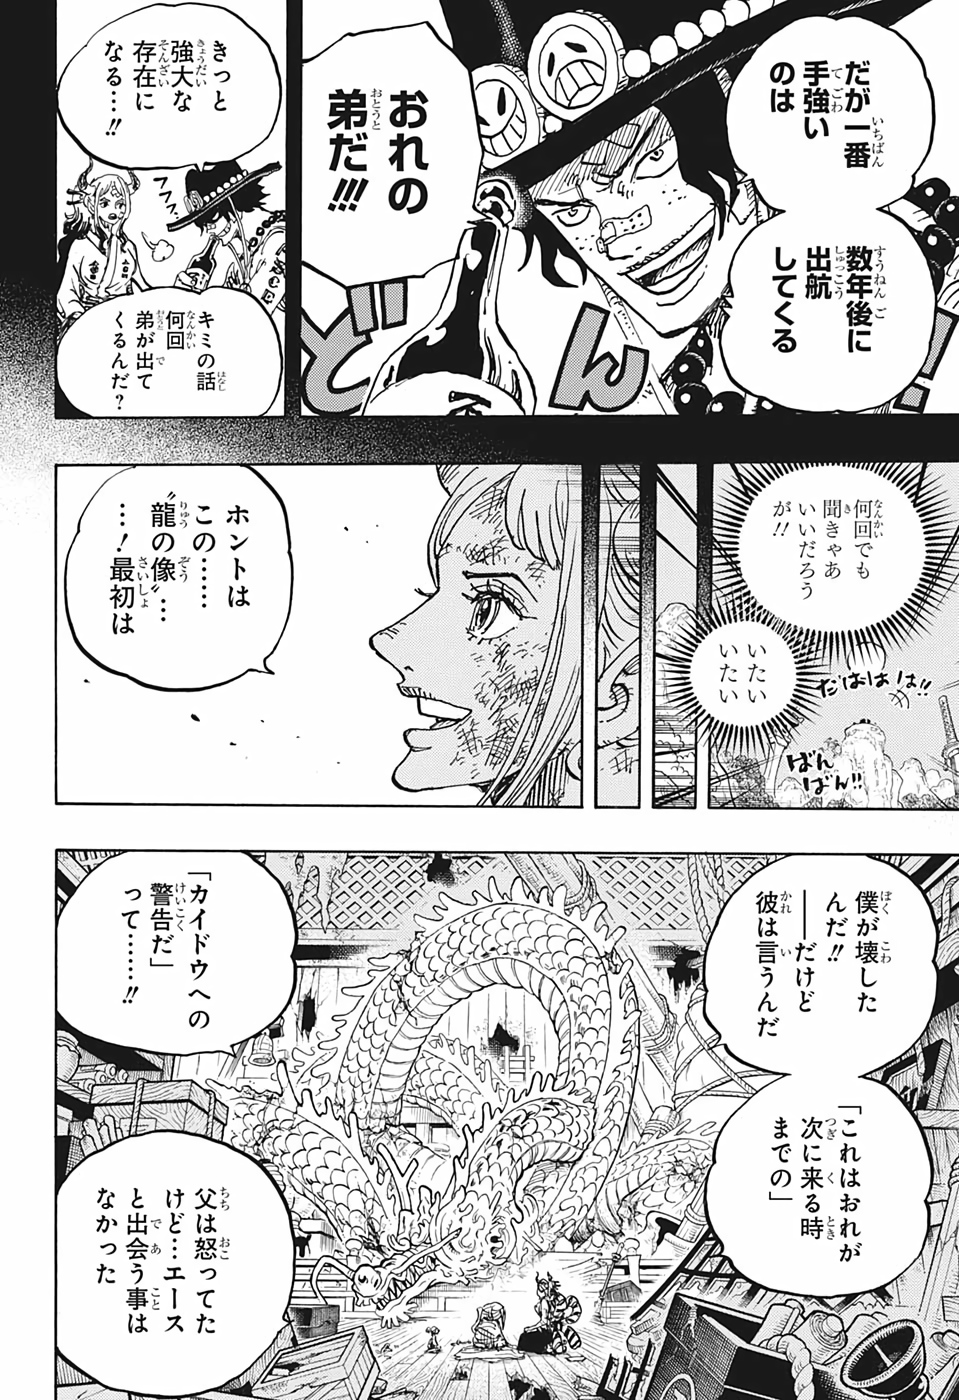 だが一番
手強い
のは
数年後に
出航
してくる
おれの
弟だ!!!
どん!!
きっと
強大な
存在に
なる…!!
フフフ
キミの話
何回
弟が出て
くるんだ?
何回でも
聞きゃあ
いいだろう
が!!
いたい
いたい
だはははは!!
ばん
ばん!!
ホントは
この……
〝龍の像〟…
…! 最初は
僕が壊した
んだ!!
──だけど
彼は言うんだ
「これはおれが
次に来る時
までの」
「カイドウへの
警告だ」
って……!!
父は怒ってた
けど…エース
と出会う事は
なかった